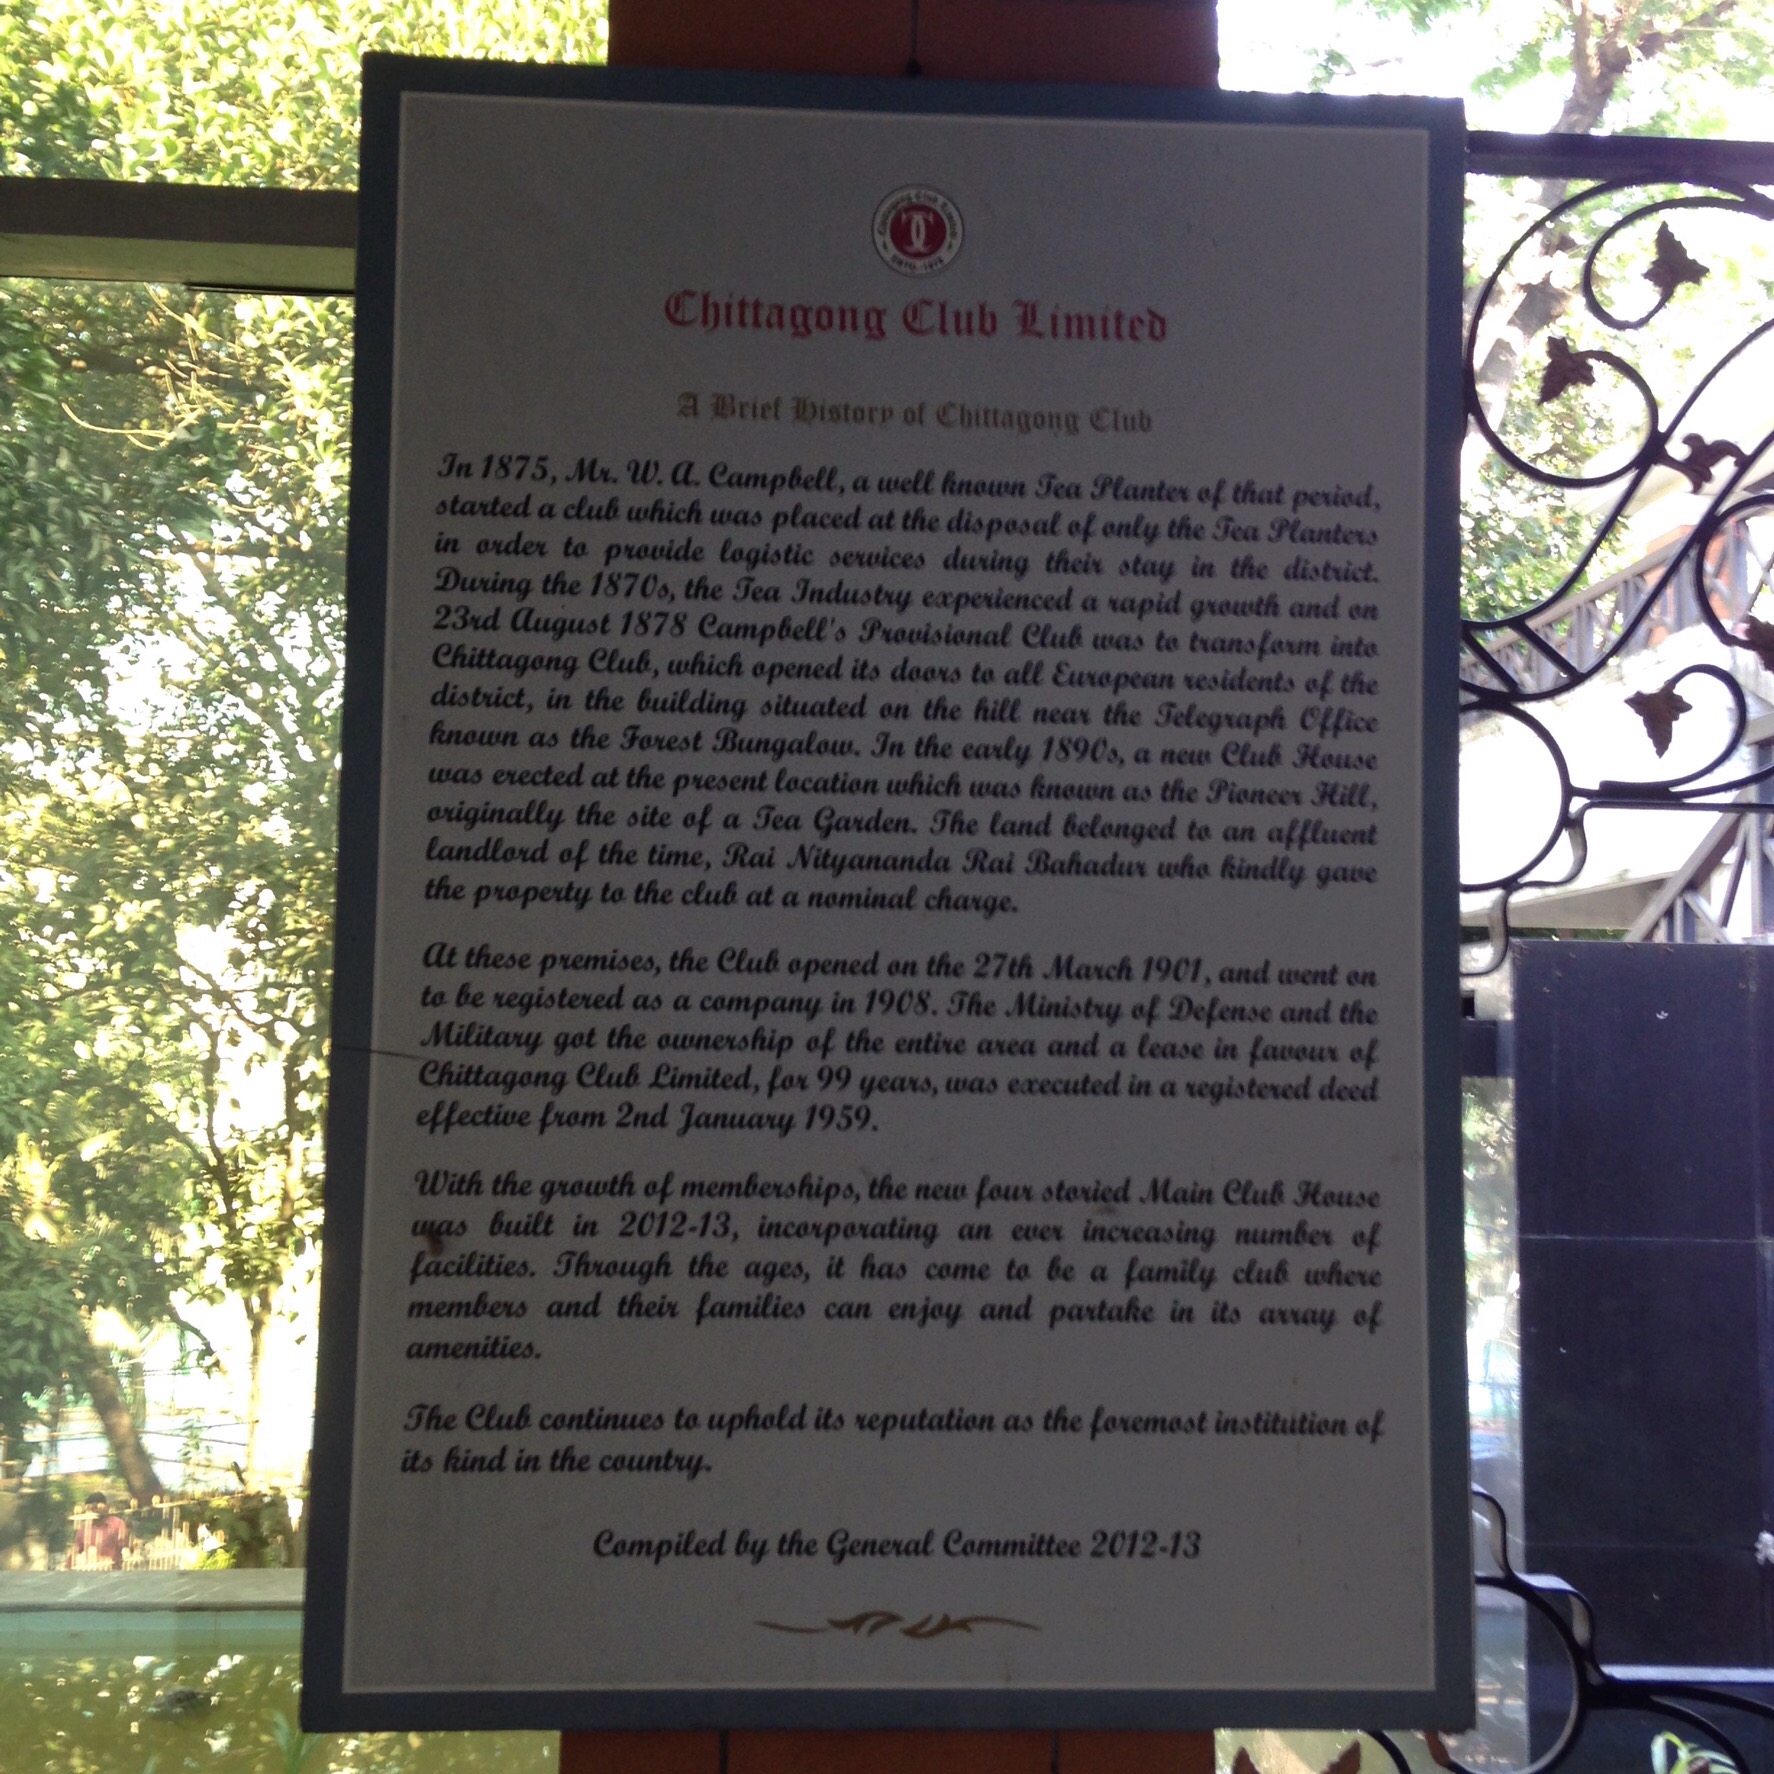 Chittagong Club Limited
Chittagong Club Limited
A Brief History of Chittagong Club
In 1875, Mr. W. A. Campbell, a well known Tea Planter of that period,
started a club which was placed at the disposal of only the Tea Planters
in order to provide logistic services during their stay in the district.
During the 1870s, the Tea Industry experienced a rapid growth and on
23rd August 1878 Campbell's Provisional Club was to transform into
Chittagong Club, which opened its doors to all European residents of the
district, in the building situated on the hill near the Telegraph Office
known as the Forest Bungalow. In the early 1890s, a new Club House
was erected at the present location which was known as the Pioneer Hill,
originally the site of a Tea Garden. The land belonged to an affluent
landlord of the time, Rai Nityananda Rai Bahadur who kindly gave
the property to the club at a nominal charge.
At these premises, the Club opened on the 27th March 1901, and went on
to be registered as a company in 1908. The Ministry of Defense and the
Military got the ownership of the entire area and a lease in favour of
Chittagong Club Limited, for 99 years, was executed in a registered deed
effective from 2nd January 1959.
With the growth of memberships, the new four storied Main Club House
was built in 2012-13, incorporating an ever increasing number of
facilities. Through the ages, it has come to be a family club where
members and their families can enjoy and partake in its array of
amenities.
The Club continues to uphold its reputation as the foremost institution of
its kind in the country.
Compiled by the General Committee 2012-13